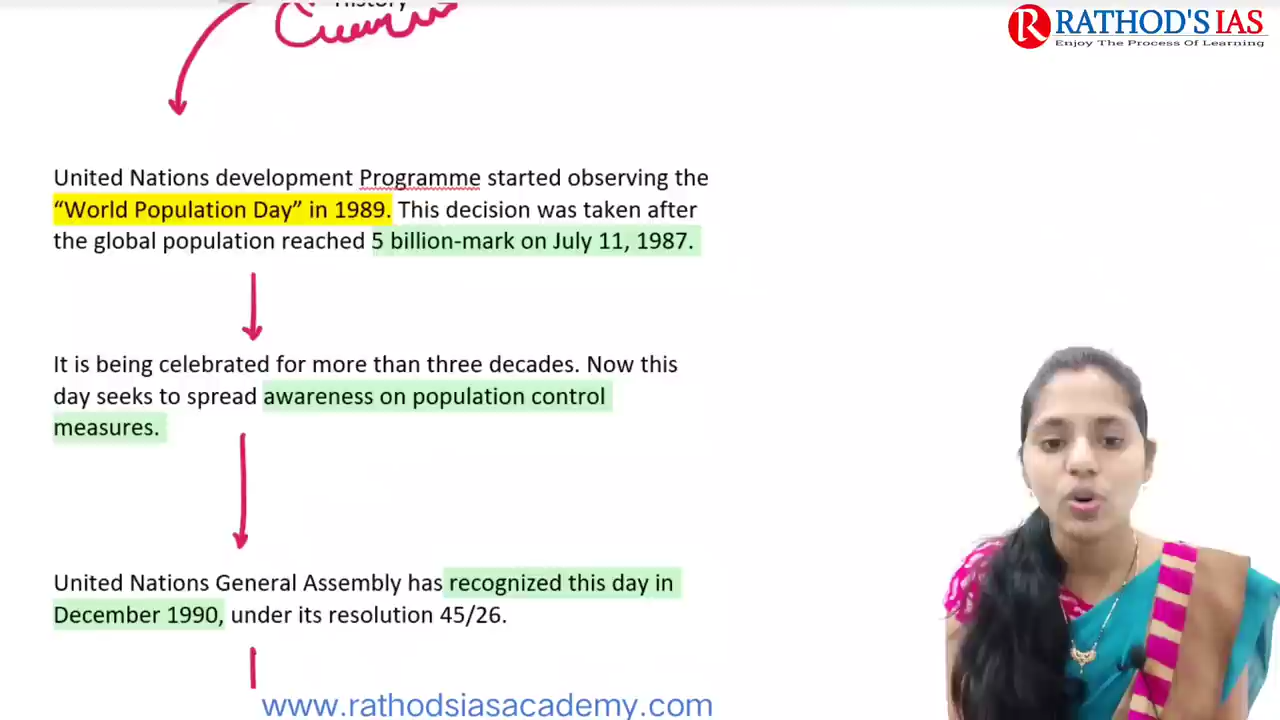 History
RATHOD'S IAS
Enjoy The Process Of Learning
United Nations development Programme started observing the
“World Population Day” in 1989. This decision was taken after
the global population reached 5 billion-mark on July 11, 1987.
It is being celebrated for more than three decades. Now this
day seeks to spread awareness on population control
measures.
United Nations General Assembly has recognized this day in
December 1990, under its resolution 45/26.
www.rathodsiasacademy.com